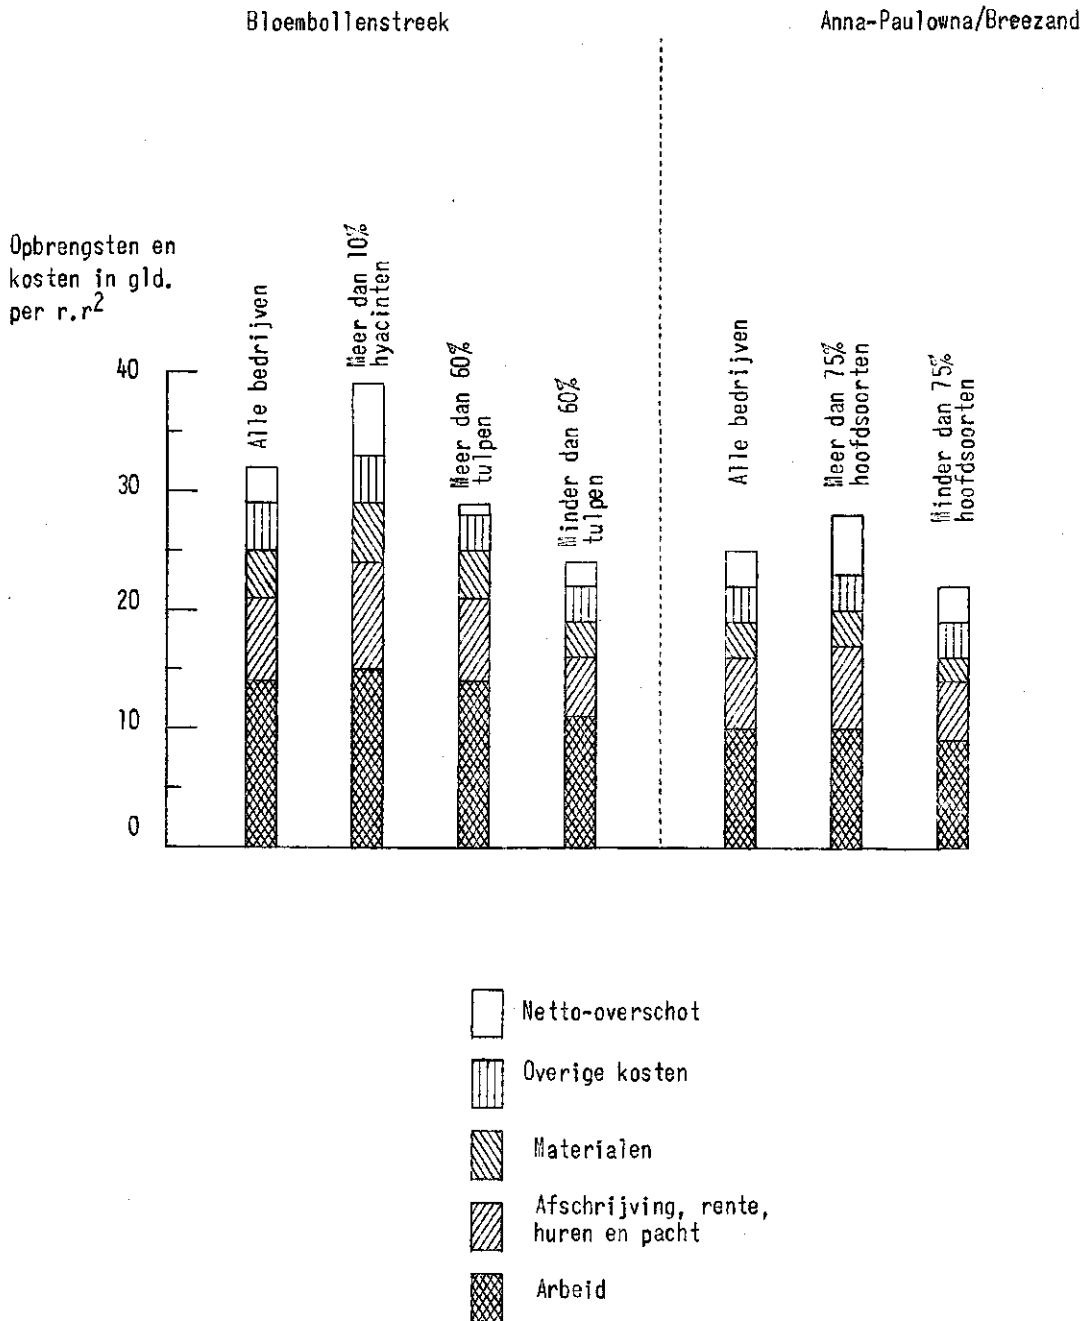 Bloembollenstreek
Anna-Paulowna/Breezand
Opbrengsten en
kosten in gld.
per r.r²
40
30
20
10
0
Alle bedrijven
Meer dan 10%
hyacinten
Meer dan 60%
tulpen
Minder dan 60%
tulpen
Alle bedrijven
Meer dan 75%
hoofdsoorten
Minder dan 75%
hoofdsoorten
Netto-overschot
Overige kosten
Materialen
Afschrijving, rente,
huren en pacht
Arbeid